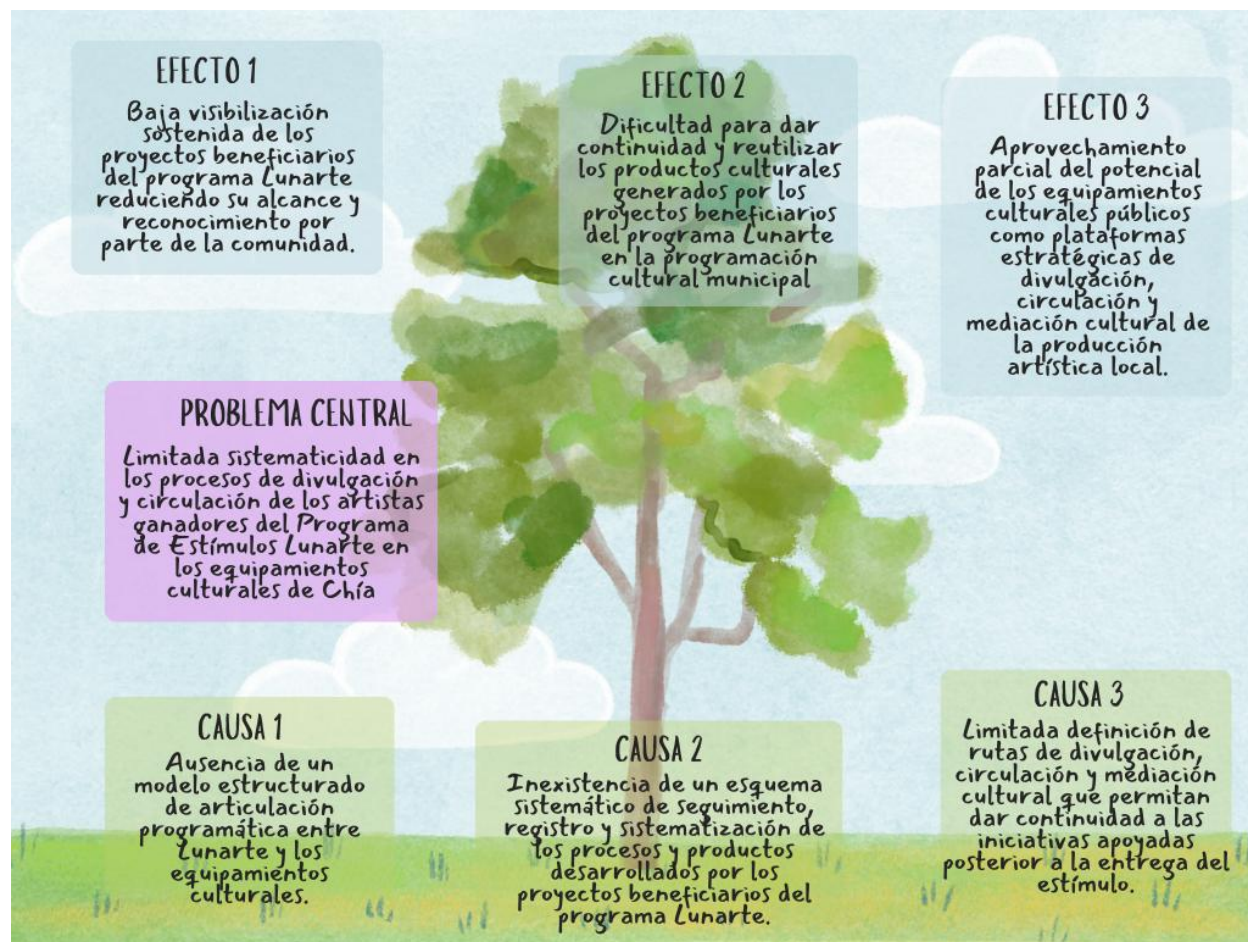 EFECTO 1
Baja visibilización
sostenida de los
proyectos beneficiarios
del programa Lunarte
reduciendo su alcance y
reconocimiento por
parte de la comunidad.
EFECTO 2
Dificultad para dar
continuidad y reutilizar
los productos culturales
generados por los
proyectos beneficiarios
del programa Lunarte
en la programación
cultural municipal
EFECTO 3
Aprovechamiento
parcial del potencial
de los equipamientos
culturales públicos
como plataformas
estratégicas de
divulgación,
circulación y
mediación cultural de
la producción
artística local.
PROBLEMA CENTRAL
Limitada sistematicidad en
los procesos de divulgación
y circulación de los artistas
ganadores del Programa
de Estímulos Lunarte en
los equipamientos
culturales de Chía
CAUSA 1
Ausencia de un
modelo estructurado
de articulación
programática entre
Lunarte y los
equipamientos
culturales.
CAUSA 2
Inexistencia de un esquema
sistemático de seguimiento,
registro y sistematización de
los procesos y productos
desarrollados por los
proyectos beneficiarios del
programa Lunarte.
CAUSA 3
Limitada definición de
rutas de divulgación,
circulación y mediación
cultural que permitan
dar continuidad a las
iniciativas apoyadas
posterior a la entrega del
estímulo.